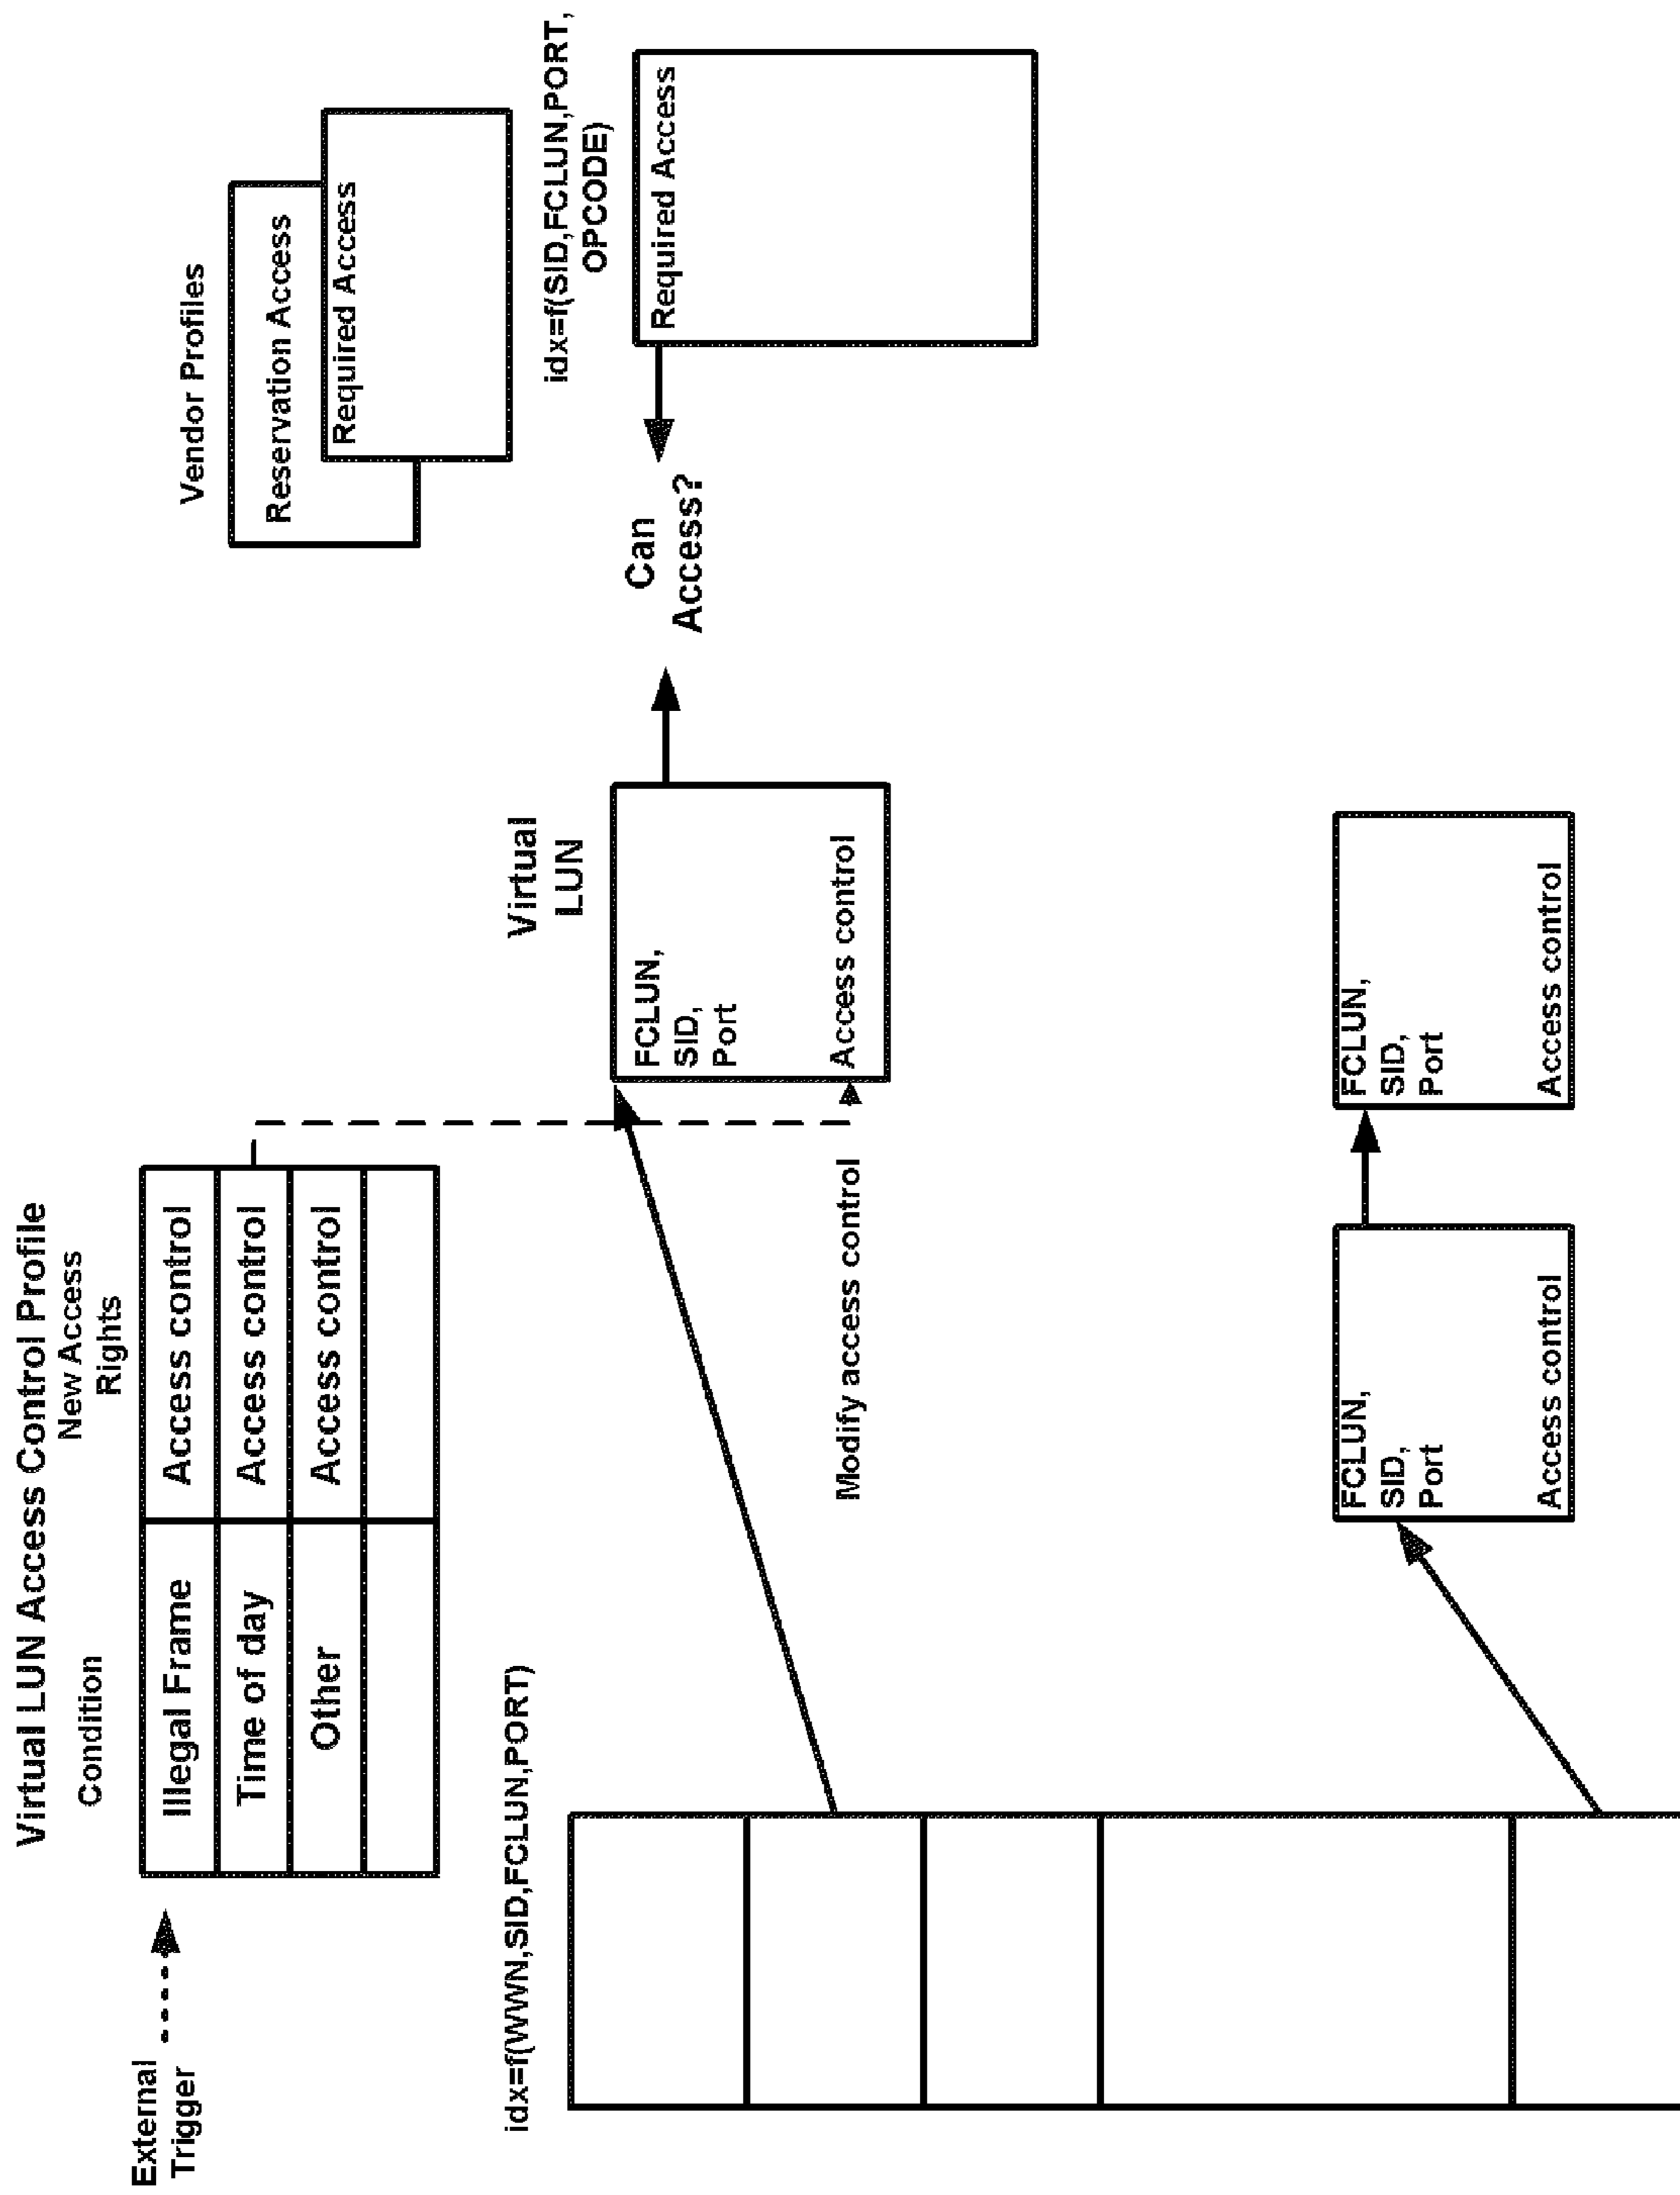 Virtual LUN Access Control Profile
Condition
New Access
Rights
External
Trigger
Illegal Frame
Access control
Time of day
Access control
Other
Access control
Vendor Profiles
Reservation Access
Required Access
idx=f(WWN,SID,FCLUN,PORT)
Virtual
LUN
FCLUN,
SID,
Port
Access control
Modify access control
Can
Access?
idx=f(SID,FCLUN,PORT,
OPCODE)
Required Access
FCLUN,
SID,
Port
Access control
FCLUN,
SID,
Port
Access control